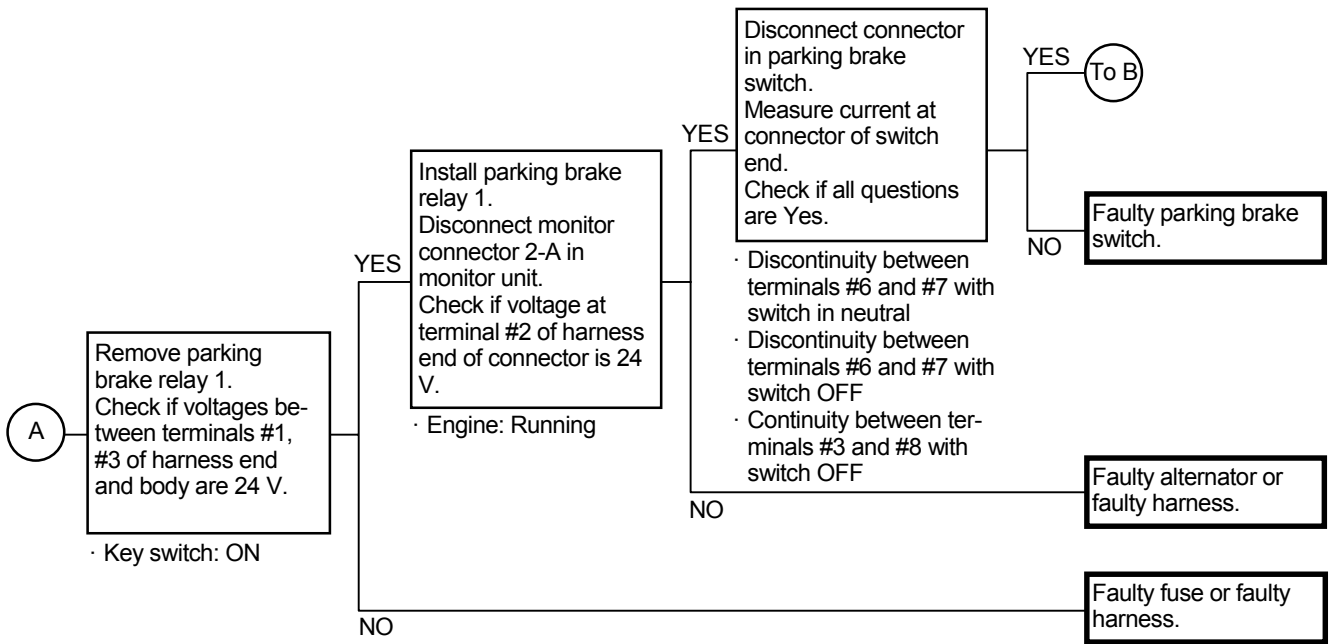 A
Remove parking
brake relay 1.
Check if voltages be-
tween terminals #1,
#3 of harness end
and body are 24 V.
· Key switch: ON
YES
NO
Install parking brake
relay 1.
Disconnect monitor
connector 2-A in
monitor unit.
Check if voltage at
terminal #2 of harness
end of connector is 24
V.
· Engine: Running
YES
NO
Disconnect connector
in parking brake
switch.
Measure current at
connector of switch
end.
Check if all questions
are Yes.
· Discontinuity between
terminals #6 and #7 with
switch in neutral
· Discontinuity between
terminals #6 and #7 with
switch OFF
· Continuity between ter-
minals #3 and #8 with
switch OFF
YES
To B
NO
Faulty parking brake
switch.
Faulty alternator or
faulty harness.
Faulty fuse or faulty
harness.